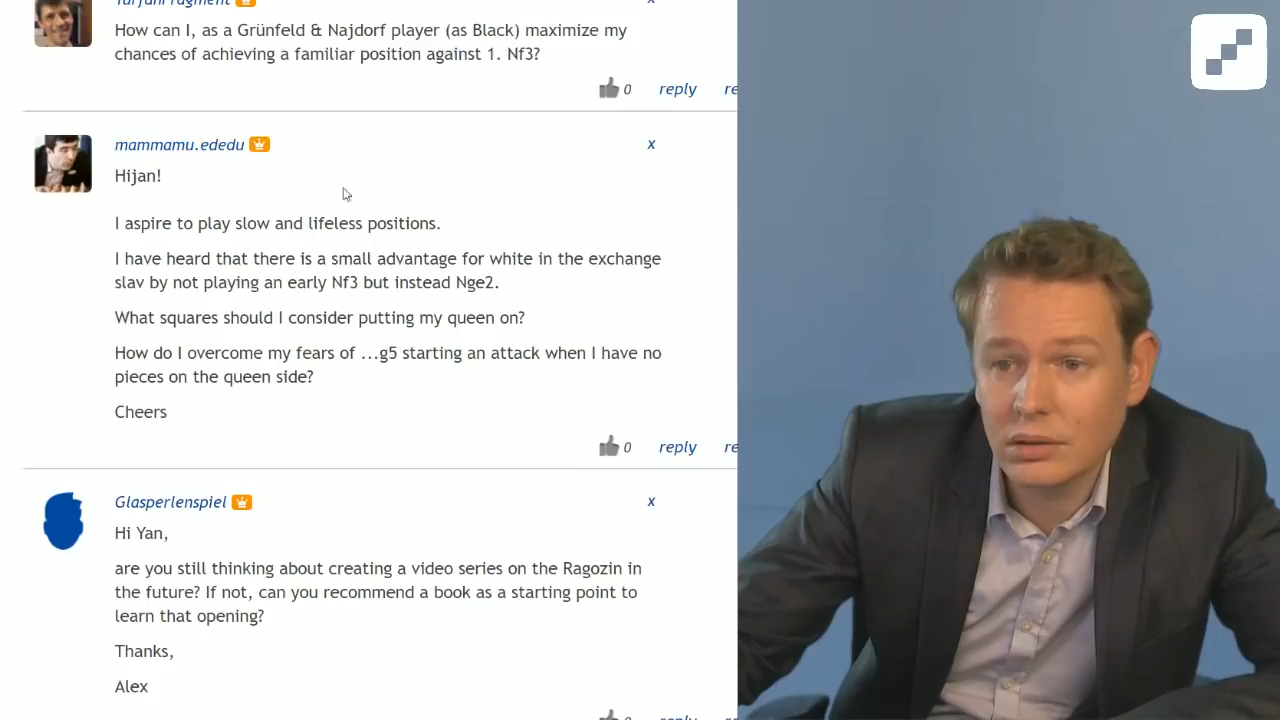 TarjanFragment
How can I, as a Grünfeld & Najdorf player (as Black) maximize my
chances of achieving a familiar position against 1. Nf3?
0 reply re
mammamu.ededu x
Hijan!
I aspire to play slow and lifeless positions.
I have heard that there is a small advantage for white in the exchange
slav by not playing an early Nf3 but instead Nge2.
What squares should I consider putting my queen on?
How do I overcome my fears of ...g5 starting an attack when I have no
pieces on the queen side?
Cheers
0 reply re
Glasperlenspiel x
Hi Yan,
are you still thinking about creating a video series on the Ragozin in
the future? If not, can you recommend a book as a starting point to
learn that opening?
Thanks,
Alex